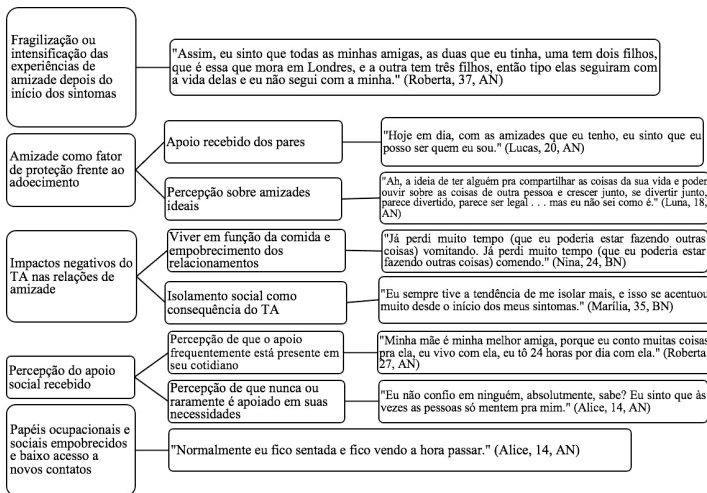 Fragilização ou
intensificação das
experiências de
amizade depois do
início dos sintomas
"Assim, eu sinto que todas as minhas amigas, as duas que eu tinha, uma tem dois filhos,
que é essa que mora em Londres, e a outra tem três filhos, então tipo elas seguiram com
a vida delas e eu não segui com a minha." (Roberta, 37, AN)
Amizade como fator
de proteção frente ao
adoecimento
Apoio recebido dos pares
"Hoje em dia, com as amizades que eu tenho, eu sinto que eu
posso ser quem eu sou." (Lucas, 20, AN)
Percepção sobre amizades
ideais
"Ah, a ideia de ter alguém pra compartilhar as coisas da sua vida e poder
ouvir sobre as coisas de outra pessoa e crescer junto, se divertir junto,
parece divertido, parece ser legal . . . mas eu não sei como é." (Luna, 18,
AN)
Impactos negativos do
TA nas relações de
amizade
Viver em função da comida e
empobrecimento dos
relacionamentos
"Já perdi muito tempo (que eu poderia estar fazendo outras
coisas) vomitando. Já perdi muito tempo (que eu poderia estar
fazendo outras coisas) comendo." (Nina, 24, BN)
Isolamento social como
consequência do TA
"Eu sempre tive a tendência de me isolar mais, e isso se acentuou
muito desde o início dos meus sintomas." (Marília, 35, BN)
Percepção do apoio
social recebido
Percepção de que o apoio
frequentemente está presente em
seu cotidiano
"Minha mãe é minha melhor amiga, porque eu conto muitas coisas
pra ela, eu vivo com ela, eu tô 24 horas por dia com ela." (Roberta,
27, AN)
Percepção de que nunca ou
raramente é apoiado em suas
necessidades
"Eu não confio em ninguém, absolutamente, sabe? Eu sinto que às
vezes as pessoas só mentem pra mim." (Alice, 14, AN)
Papéis ocupacionais e
sociais empobrecidos
e baixo acesso a
novos contatos
"Normalmente eu fico sentada e fico vendo a hora passar." (Alice, 14, AN)